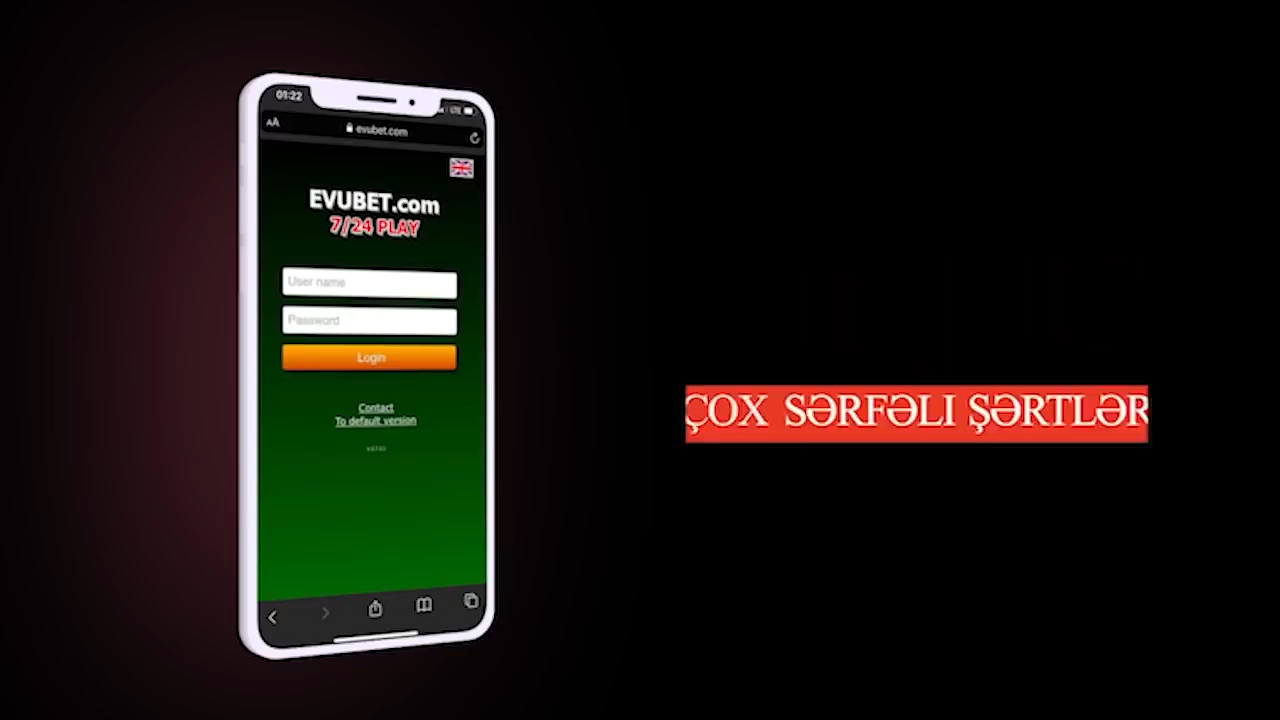 01:22
LTE
AA
evubet.com
EVUBET.com
7/24 PLAY
User name
Password
Login
Contact
To default version
ÇOX SƏRFƏLI ŞƏRTLƏR